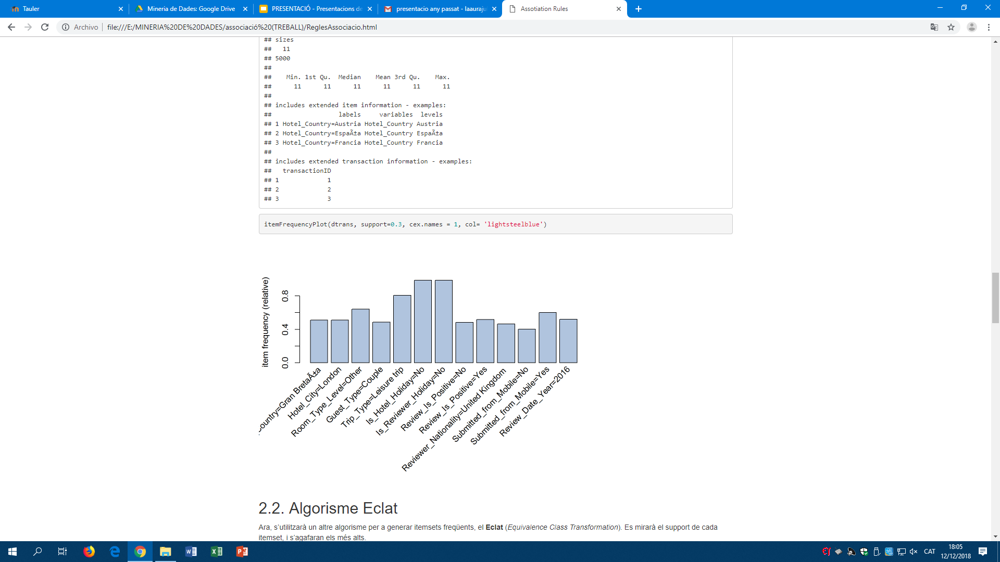 Tauler
Mineria de Dades: Google Drive
PRESENTACIÓ - Presentacions de
presentacio any passat - laauraju
Assotiation Rules
Archivo
file:///E:/MINERIA%20DE%20DADES/associació%20(TREBALL)/ReglesAssociacio.html
## sizes
##   11
## 5000
##
##    Min. 1st Qu.  Median    Mean 3rd Qu.    Max.
##      11      11      11      11      11      11
##
## includes extended item information - examples:
##                  labels     variables  levels
## 1 Hotel_Country=Austria Hotel_Country Austria
## 2 Hotel_Country=EspaÃ±a Hotel_Country EspaÃ±a
## 3 Hotel_Country=Francia Hotel_Country Francia
##
## includes extended transaction information - examples:
##   transactionID
## 1             1
## 2             2
## 3             3
itemFrequencyPlot(dtrans, support=0.3, cex.names = 1, col= 'lightsteelblue')
item frequency (relative)
0.8
0.4
0.0
_Country=Gran BretaÃ±a
Hotel_City=London
Room_Type_Level=Other
Guest_Type=Couple
Trip_Type=Leisure trip
Is_Hotel_Holiday=No
Is_Reviewer_Holiday=No
Review_Is_Positive=No
Review_Is_Positive=Yes
Reviewer_Nationality=United Kingdom
Submitted_from_Mobile=No
Submitted_from_Mobile=Yes
Review_Date_Year=2016
2.2. Algorisme Eclat
Ara, s'utilitzarà un altre algorisme per a generar itemsets freqüents, el Eclat (Equivalence Class Transformation). Es mirarà el support de cada
itemset, i s'agafaran els més alts.
CAT
18:05
12/12/2018